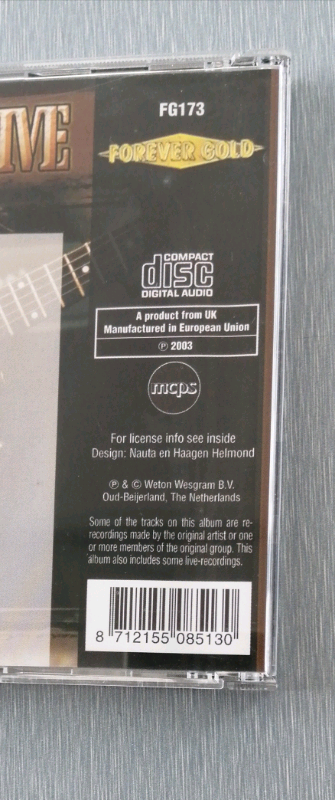 IVE
FG173
FOREVER GOLD
COMPACT
disc
DIGITAL AUDIO
A product from UK
Manufactured in European Union
℗ 2003
mcps
For license info see inside
Design: Nauta en Haagen Helmond
℗ & © Weton Wesgram B.V.
Oud-Beijerland, The Netherlands
Some of the tracks on this album are re-
recordings made by the original artist or one
or more members of the original group. This
album also includes some live-recordings.
8 712155 085130